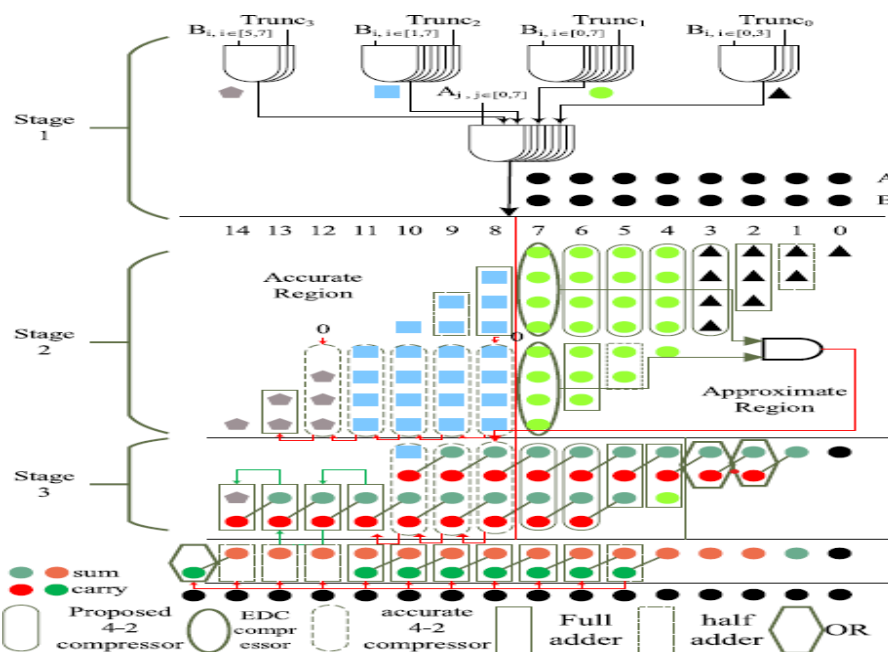 Trunc3 Trunc2 Trunc1 Trunc0
Bi, i∈[5,7] Bi, i∈[1,7] Bi, i∈[0,7] Bi, i∈[0,3]
Aj, j∈[0,7]
Stage
1
A
B
14 13 12 11 10 9 8 7 6 5 4 3 2 1 0
Accurate
Region
0
0
Stage
2
Approximate
Region
Stage
3
sum
carry
Proposed
4-2
compressor
EDC
compr
essor
accurate
4-2
compressor
Full
adder
half
adder
OR